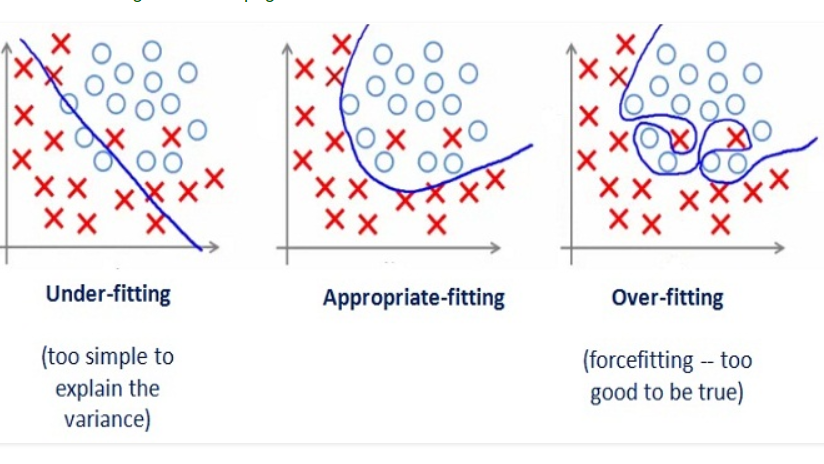 Under-fitting
Appropriate-fitting
Over-fitting
(too simple to
explain the
variance)
(forcefitting -- too
good to be true)